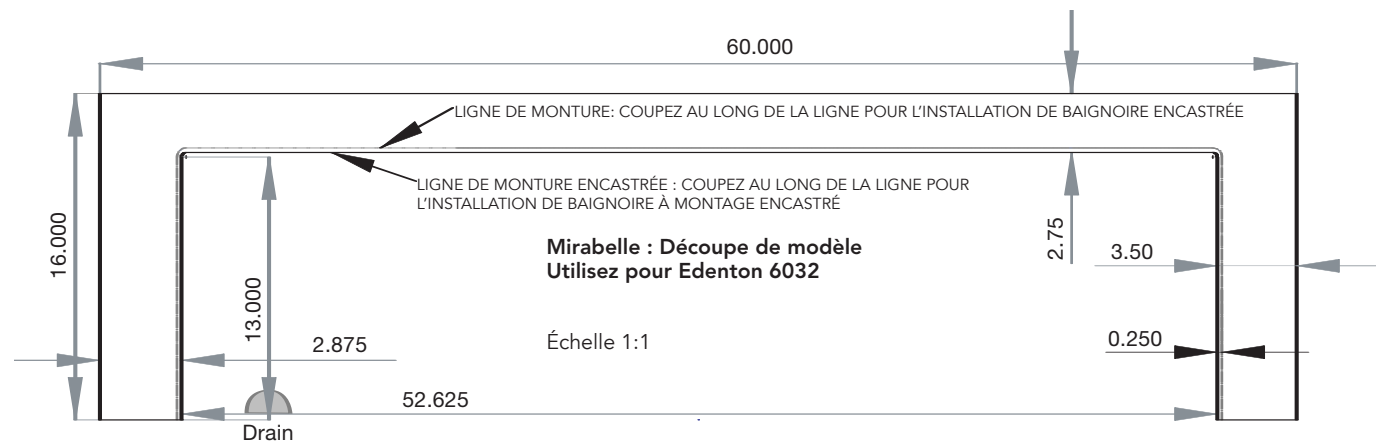 60.000
LIGNE DE MONTURE: COUPEZ AU LONG DE LA LIGNE POUR L'INSTALLATION DE BAIGNOIRE ENCASTRÉE
LIGNE DE MONTURE ENCASTRÉE : COUPEZ AU LONG DE LA LIGNE POUR
L'INSTALLATION DE BAIGNOIRE À MONTAGE ENCASTRÉ
16.000
2.75
Mirabelle : Découpe de modèle
Utilisez pour Edenton 6032
3.50
13.000
Échelle 1:1
2.875
0.250
52.625
Drain